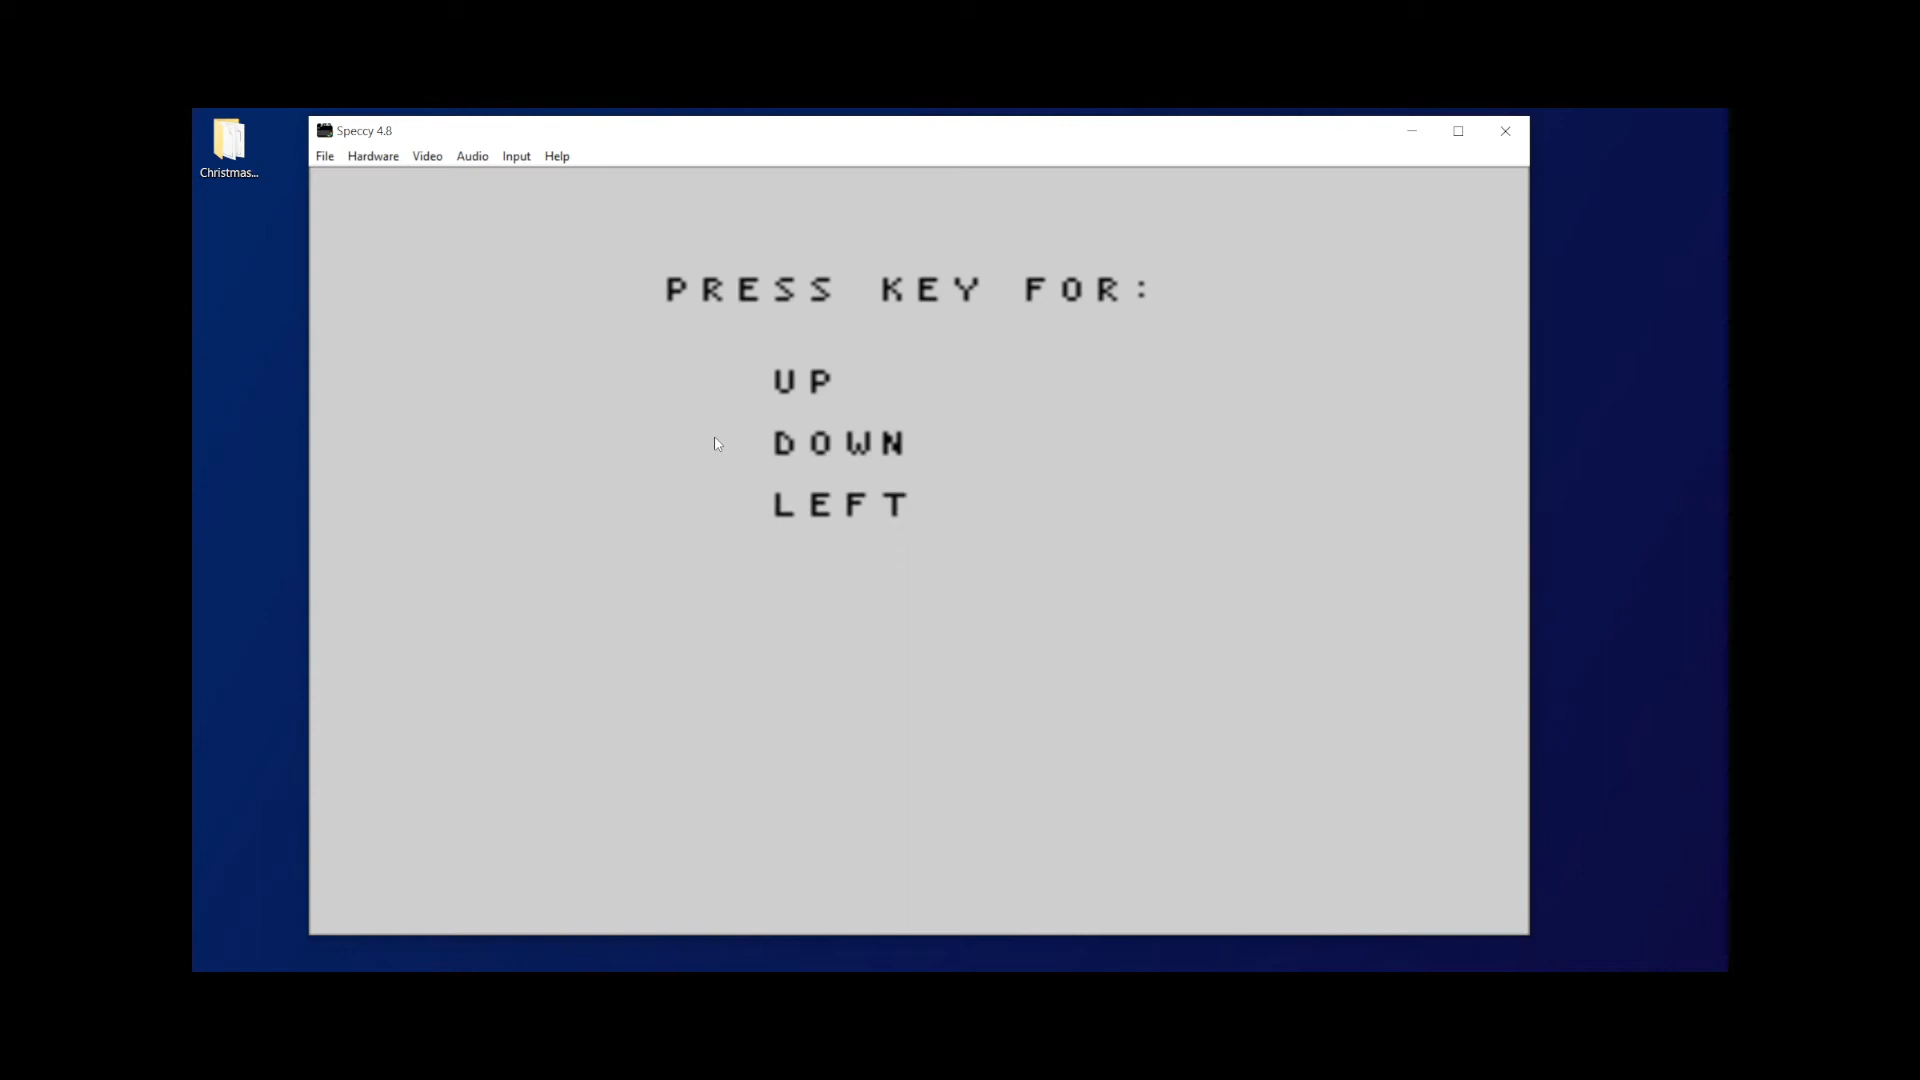 Christmas...
Speccy 4.8
File Hardware Video Audio Input Help
PRESS KEY FOR:
UP
DOWN
LEFT